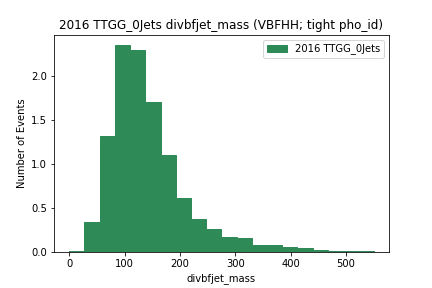 2016 TTGG_0Jets divbfjet_mass (VBFHH; tight pho_id)
2016 TTGG_0Jets
Number of Events
2.0
1.5
1.0
0.5
0.0
0 100 200 300 400 500
divbfjet_mass